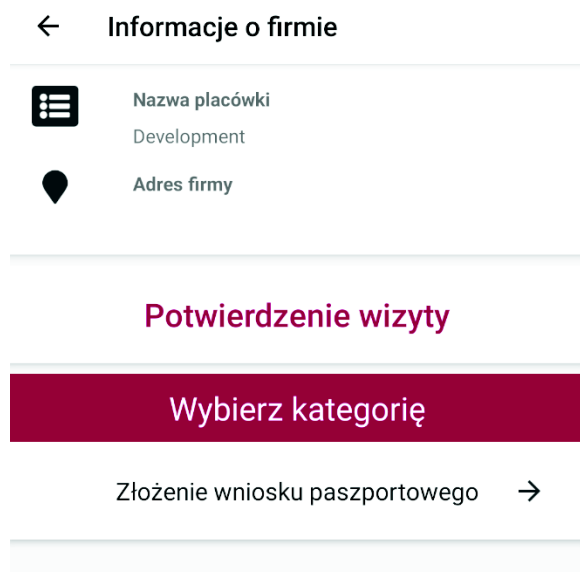 Informacje o firmie
Nazwa placówki
Development
Adres firmy
Potwierdzenie wizyty
Wybierz kategorię
Złożenie wniosku paszportowego